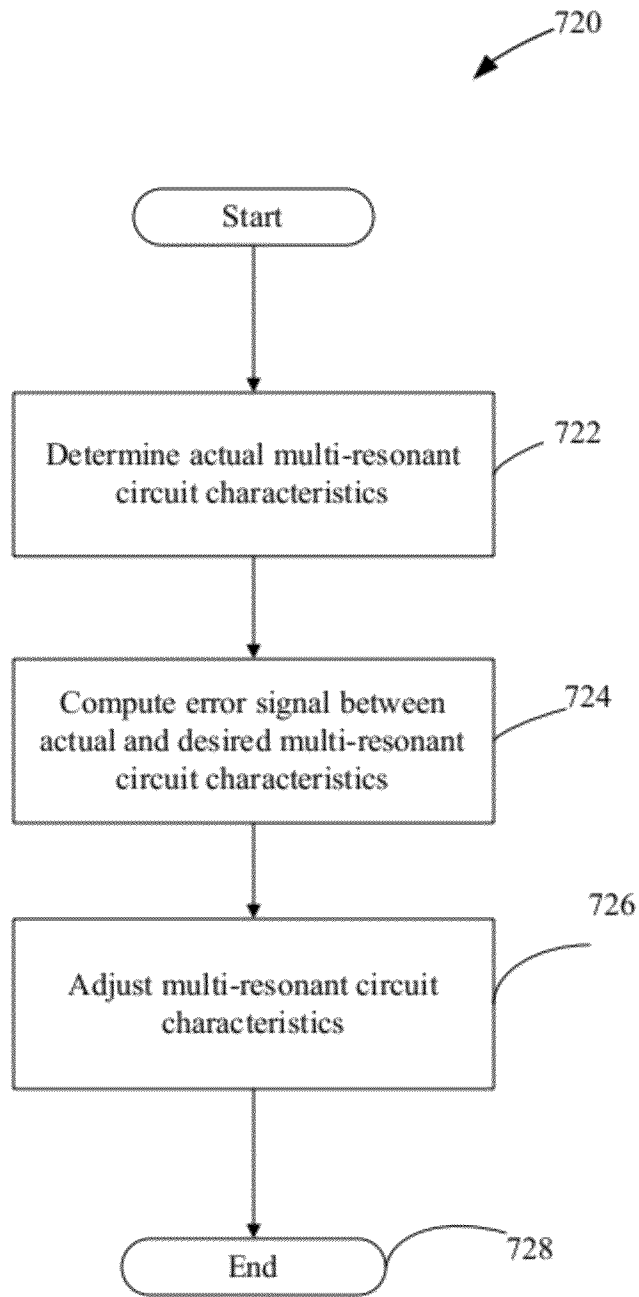 720
Start
Determine actual multi-resonant
circuit characteristics
722
Compute error signal between
actual and desired multi-resonant
circuit characteristics
724
Adjust multi-resonant circuit
characteristics
726
End
728